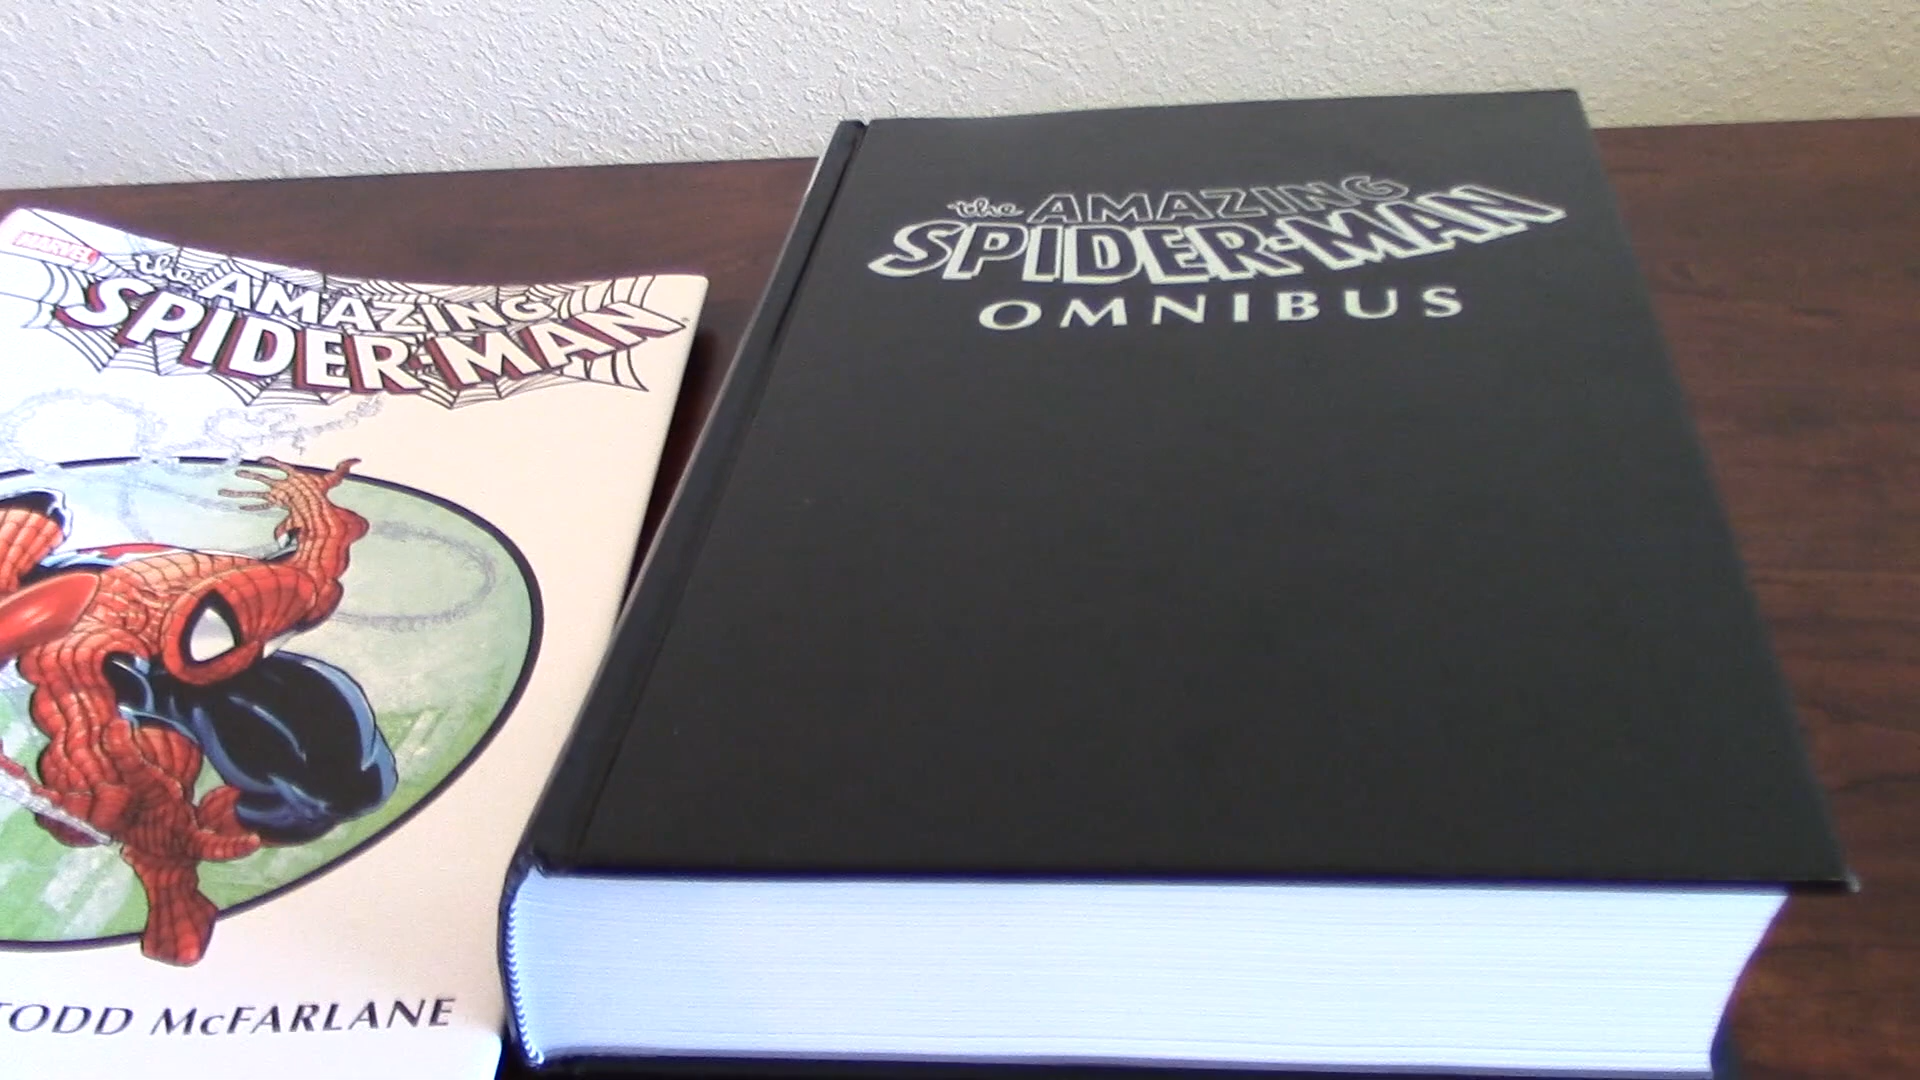 MARVEL
the AMAZING
SPIDER-MAN
TODD McFARLANE
the AMAZING
SPIDER-MAN
OMNIBUS